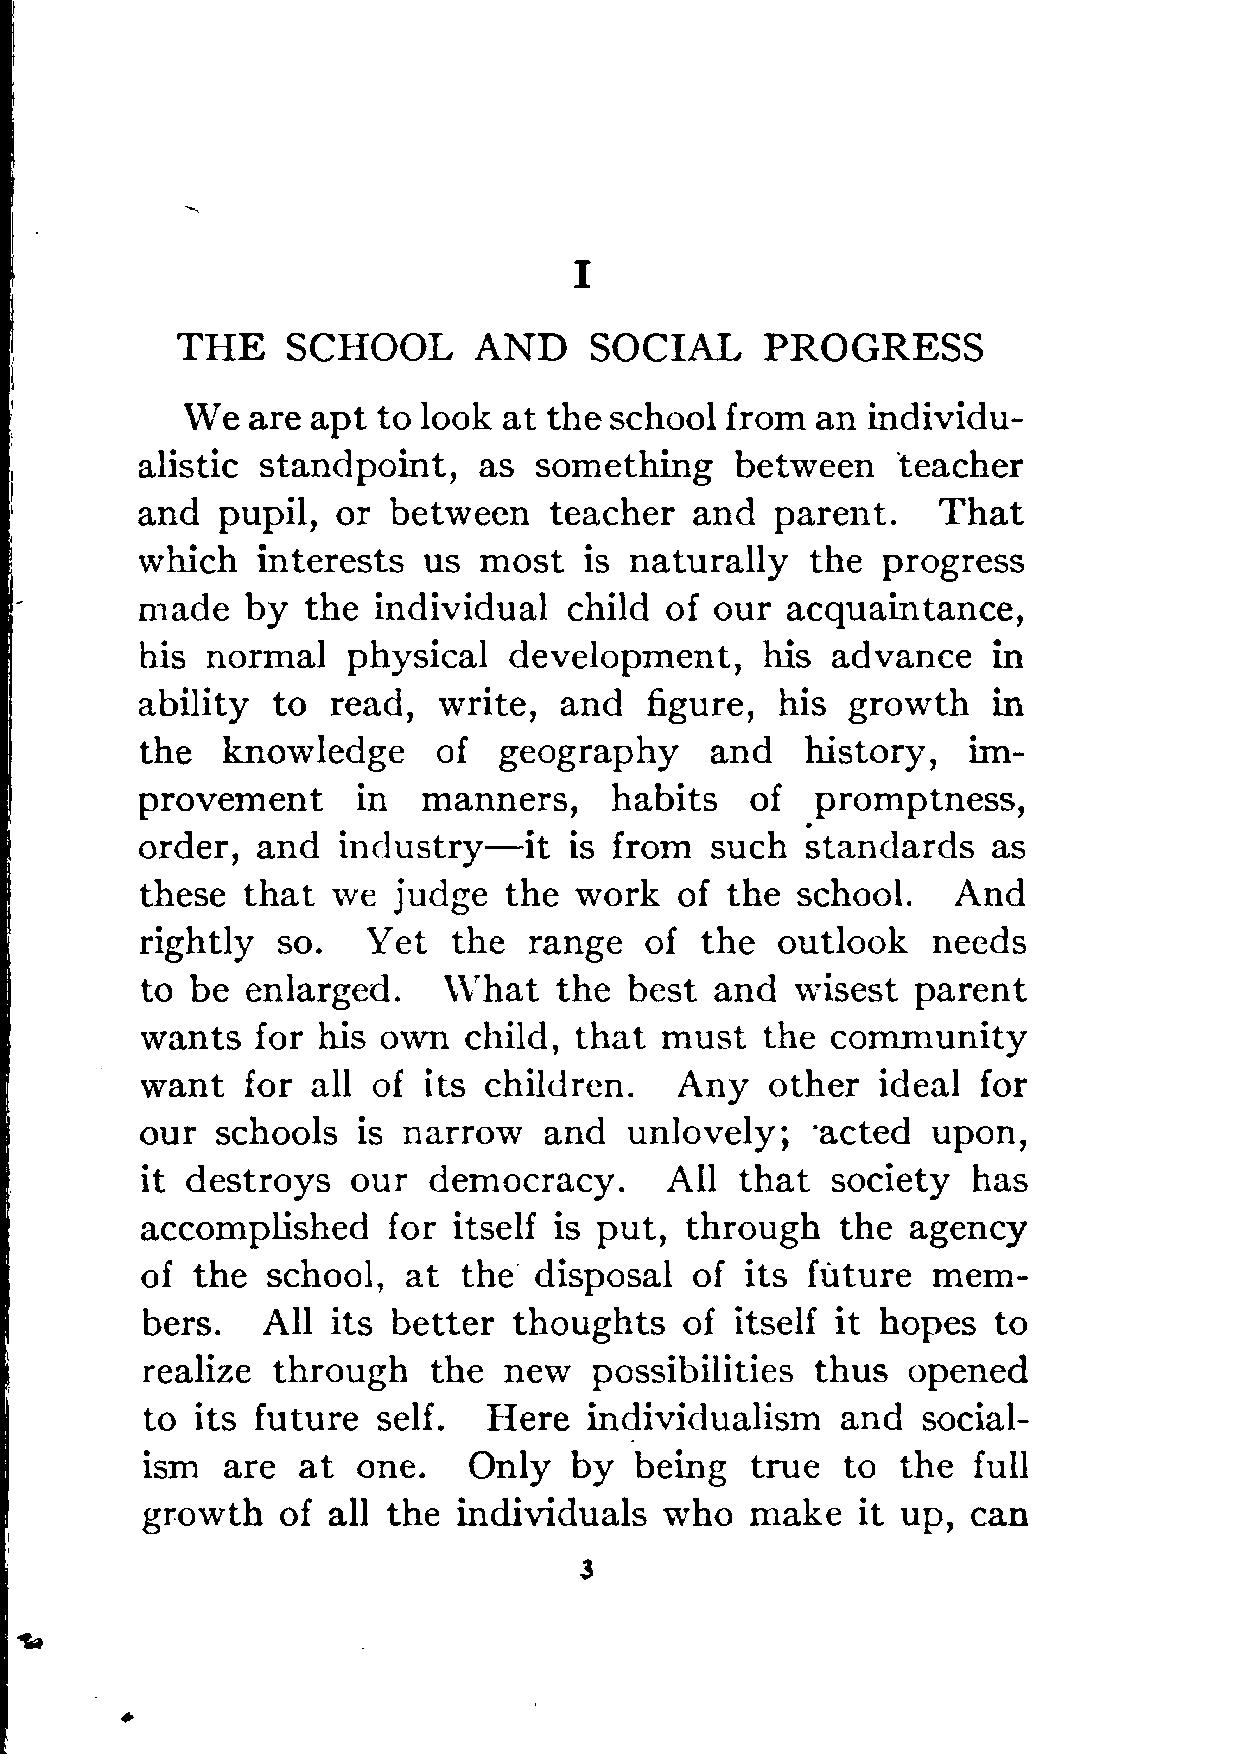 I
THE SCHOOL AND SOCIAL PROGRESS
We are apt to look at the school from an individu-
alistic standpoint, as something between teacher
and pupil, or between teacher and parent. That
which interests us most is naturally the progress
made by the individual child of our acquaintance,
his normal physical development, his advance in
ability to read, write, and figure, his growth in
the knowledge of geography and history, im-
provement in manners, habits of promptness,
order, and industry—it is from such standards as
these that we judge the work of the school. And
rightly so. Yet the range of the outlook needs
to be enlarged. What the best and wisest parent
wants for his own child, that must the community
want for all of its children. Any other ideal for
our schools is narrow and unlovely; acted upon,
it destroys our democracy. All that society has
accomplished for itself is put, through the agency
of the school, at the disposal of its future mem-
bers. All its better thoughts of itself it hopes to
realize through the new possibilities thus opened
to its future self. Here individualism and social-
ism are at one. Only by being true to the full
growth of all the individuals who make it up, can
3